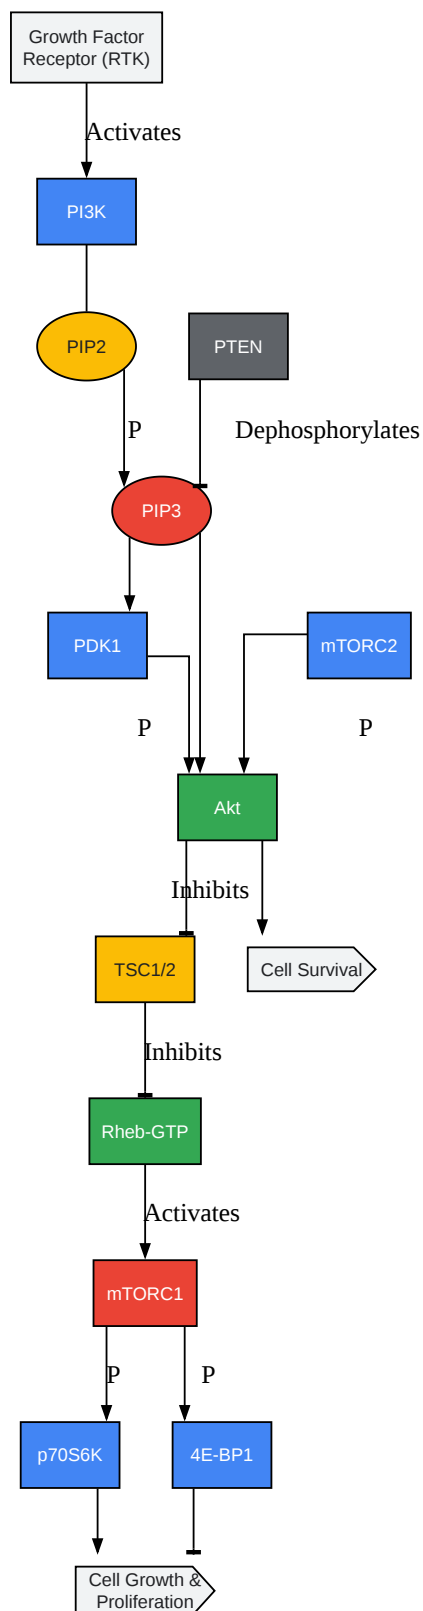 Growth Factor
Receptor (RTK)
Activates
PI3K
PIP2
PTEN
P
Dephosphorylates
PIP3
PDK1
mTORC2
P
P
Akt
Inhibits
TSC1/2
Cell Survival
Inhibits
Rheb-GTP
Activates
mTORC1
P
P
p70S6K
4E-BP1
Cell Growth &
Proliferation